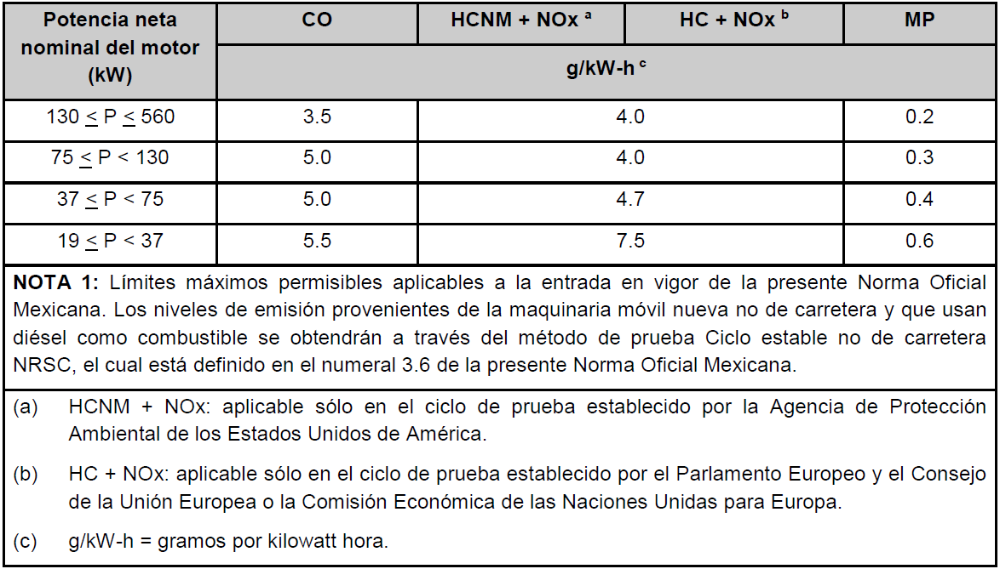 Potencia neta nominal del motor (kW) CO HCNM + NOx a HC + NOx b MP
g/kW-h c
130 < P < 560 3.5 4.0 0.2
75 < P < 130 5.0 4.0 0.3
37 < P < 75 5.0 4.7 0.4
19 < P < 37 5.5 7.5 0.6
NOTA 1: Límites máximos permisibles aplicables a la entrada en vigor de la presente Norma Oficial
Mexicana. Los niveles de emisión provenientes de la maquinaria móvil nueva no de carretera y que usan
diésel como combustible se obtendrán a través del método de prueba Ciclo estable no de carretera
NRSC, el cual está definido en el numeral 3.6 de la presente Norma Oficial Mexicana.
(a) HCNM + NOx: aplicable sólo en el ciclo de prueba establecido por la Agencia de Protección
Ambiental de los Estados Unidos de América.
(b) HC + NOx: aplicable sólo en el ciclo de prueba establecido por el Parlamento Europeo y el Consejo
de la Unión Europea o la Comisión Económica de las Naciones Unidas para Europa.
(c) g/kW-h = gramos por kilowatt hora.